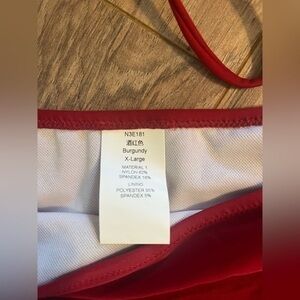 N3E181
酒红色
Burgundy
X-Large
MATERIAL 1
NYLON 82%
SPANDEX 18%
LINING
POLYESTER 95%
SPANDEX 5%